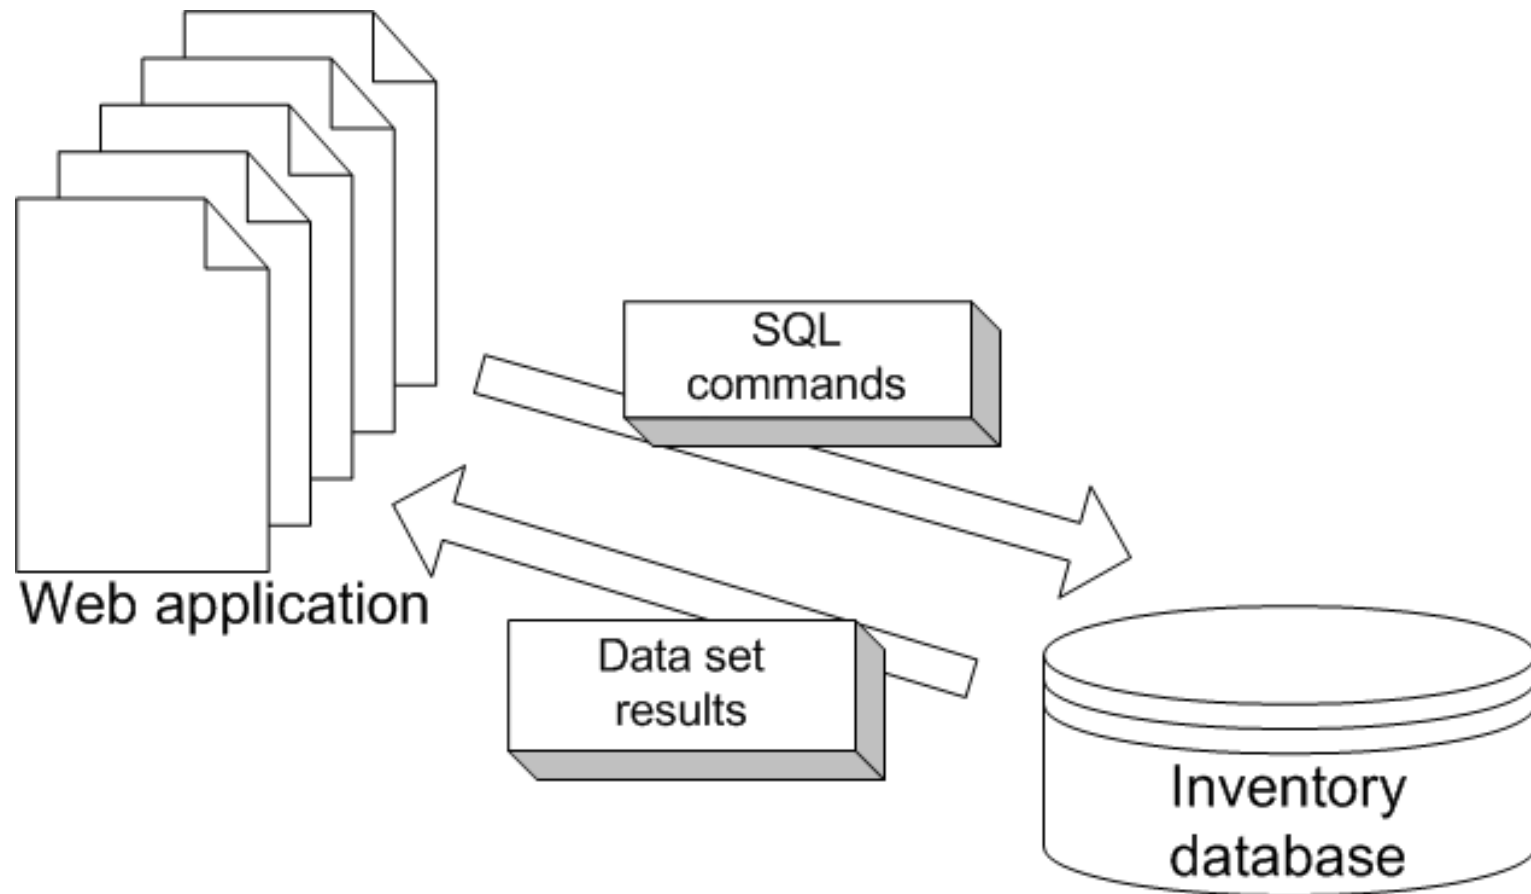 SQL
commands
Web application
Data set
results
Inventory
database